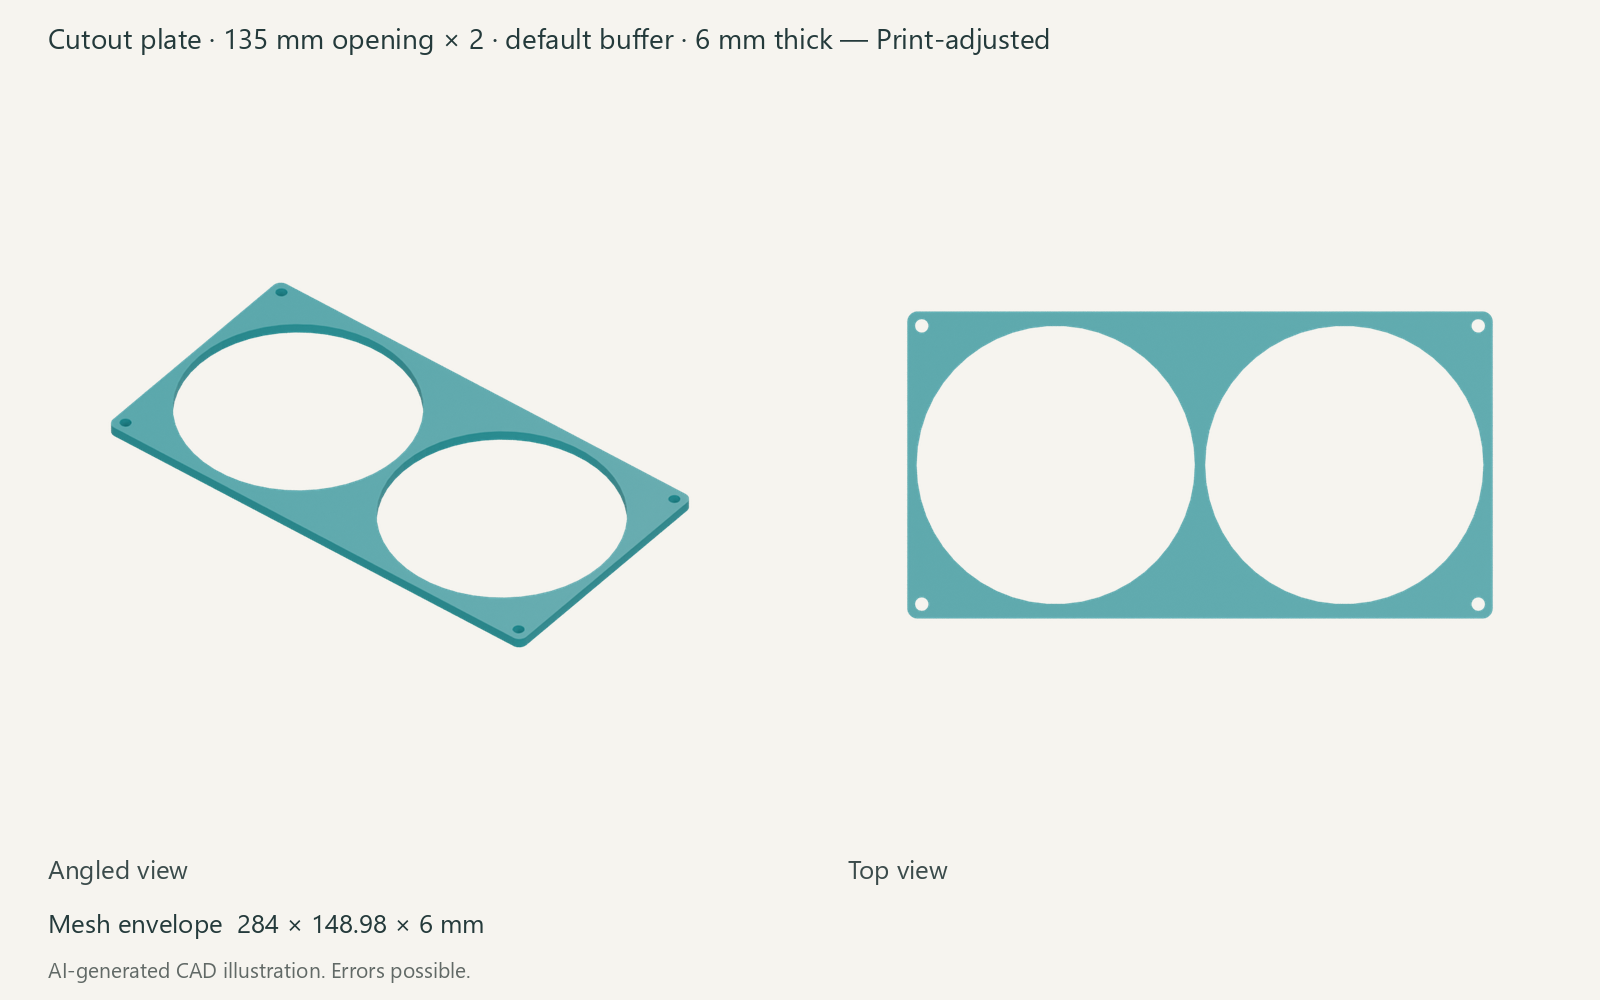 Cutout plate · 135 mm opening × 2 · default buffer · 6 mm thick — Print-adjusted
Angled view
Top view
Mesh envelope 284 × 148.98 × 6 mm
AI-generated CAD illustration. Errors possible.